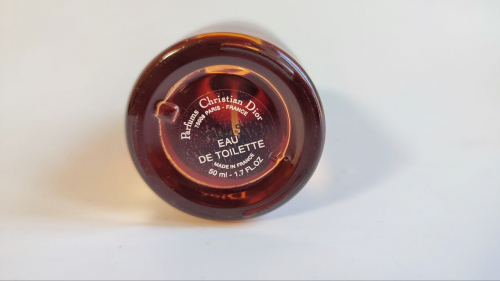 Parfums Christian Dior
75008 PARIS - FRANCE
EAU
DE TOILETTE
MADE IN FRANCE
50 ml - 1.7 FL.OZ